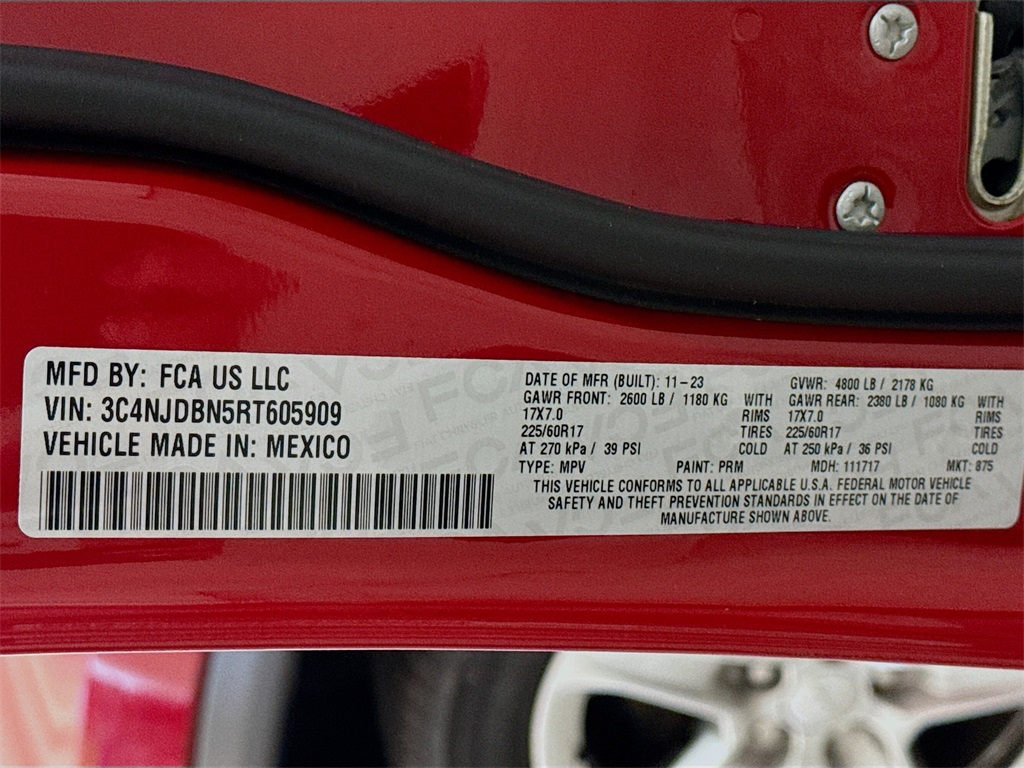 MFD BY: FCA US LLC
VIN: 3C4NJDBN5RT605909
VEHICLE MADE IN: MEXICO
DATE OF MFR (BUILT): 11-23 GVWR: 4800 LB / 2178 KG
GAWR FRONT: 2600 LB / 1180 KG WITH GAWR REAR: 2380 LB / 1080 KG WITH
17X7.0 RIMS 17X7.0 RIMS
225/60R17 TIRES 225/60R17 TIRES
AT 270 kPa / 39 PSI COLD AT 250 kPa / 36 PSI COLD
TYPE: MPV PAINT: PRM MDH: 111717 MKT: 875
THIS VEHICLE CONFORMS TO ALL APPLICABLE U.S.A. FEDERAL MOTOR VEHICLE
SAFETY AND THEFT PREVENTION STANDARDS IN EFFECT ON THE DATE OF
MANUFACTURE SHOWN ABOVE.